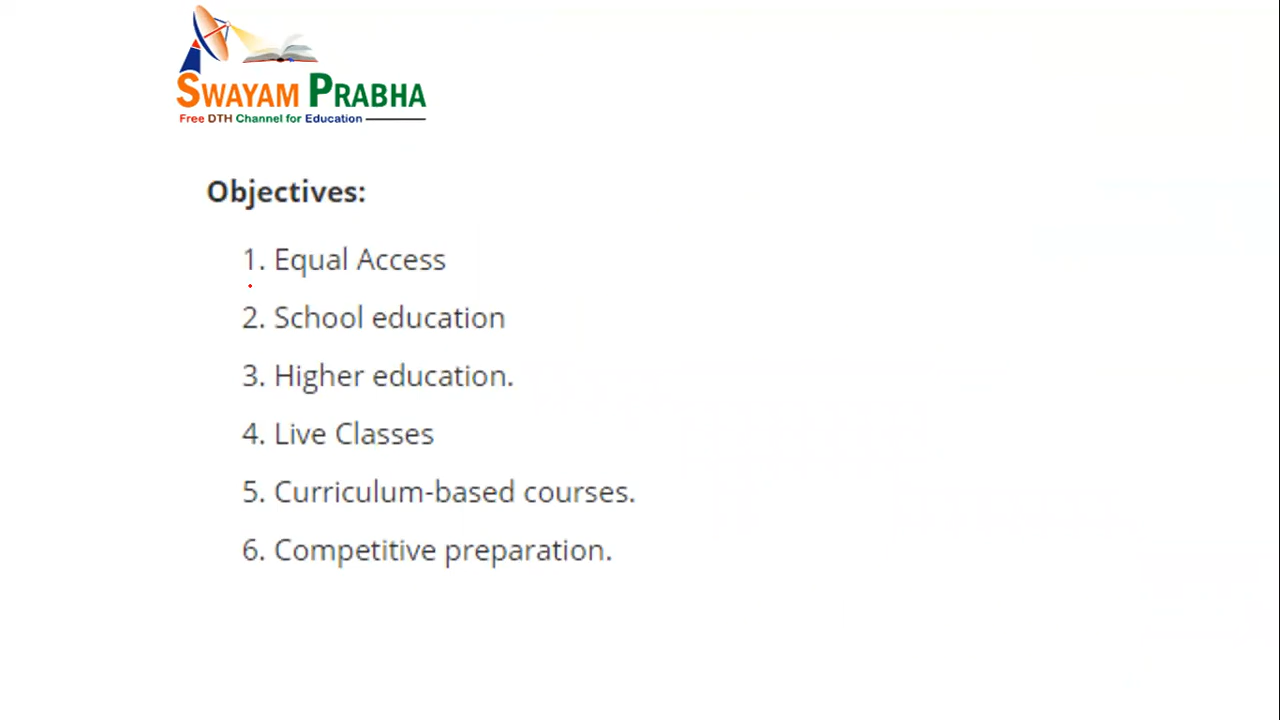 SWAYAM PRABHA
Free DTH Channel for Education
Objectives:
1. Equal Access
2. School education
3. Higher education.
4. Live Classes
5. Curriculum-based courses.
6. Competitive preparation.